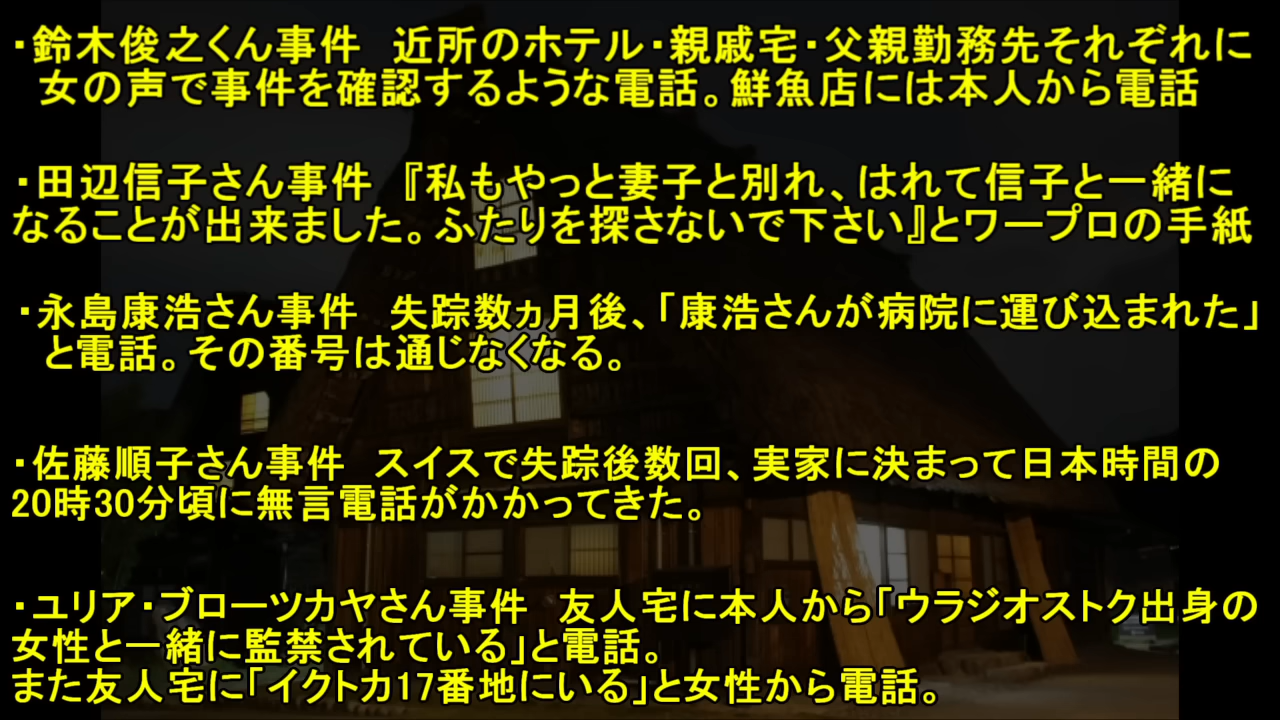 ・鈴木俊之くん事件　近所のホテル・親戚宅・父親勤務先それぞれに
女の声で事件を確認するような電話。鮮魚店には本人から電話
・田辺信子さん事件　『私もやっと妻子と別れ、はれて信子と一緒に
なることが出来ました。ふたりを探さないで下さい』とワープロの手紙
・永島康浩さん事件　失踪数ヵ月後、「康浩さんが病院に運び込まれた」
と電話。その番号は通じなくなる。
・佐藤順子さん事件　スイスで失踪後数回、実家に決まって日本時間の
20時30分頃に無言電話がかかってきた。
・ユリア・ブローツカヤさん事件　友人宅に本人から「ウラジオストク出身の
女性と一緒に監禁されている」と電話。
また友人宅に「イクトカ17番地にいる」と女性から電話。